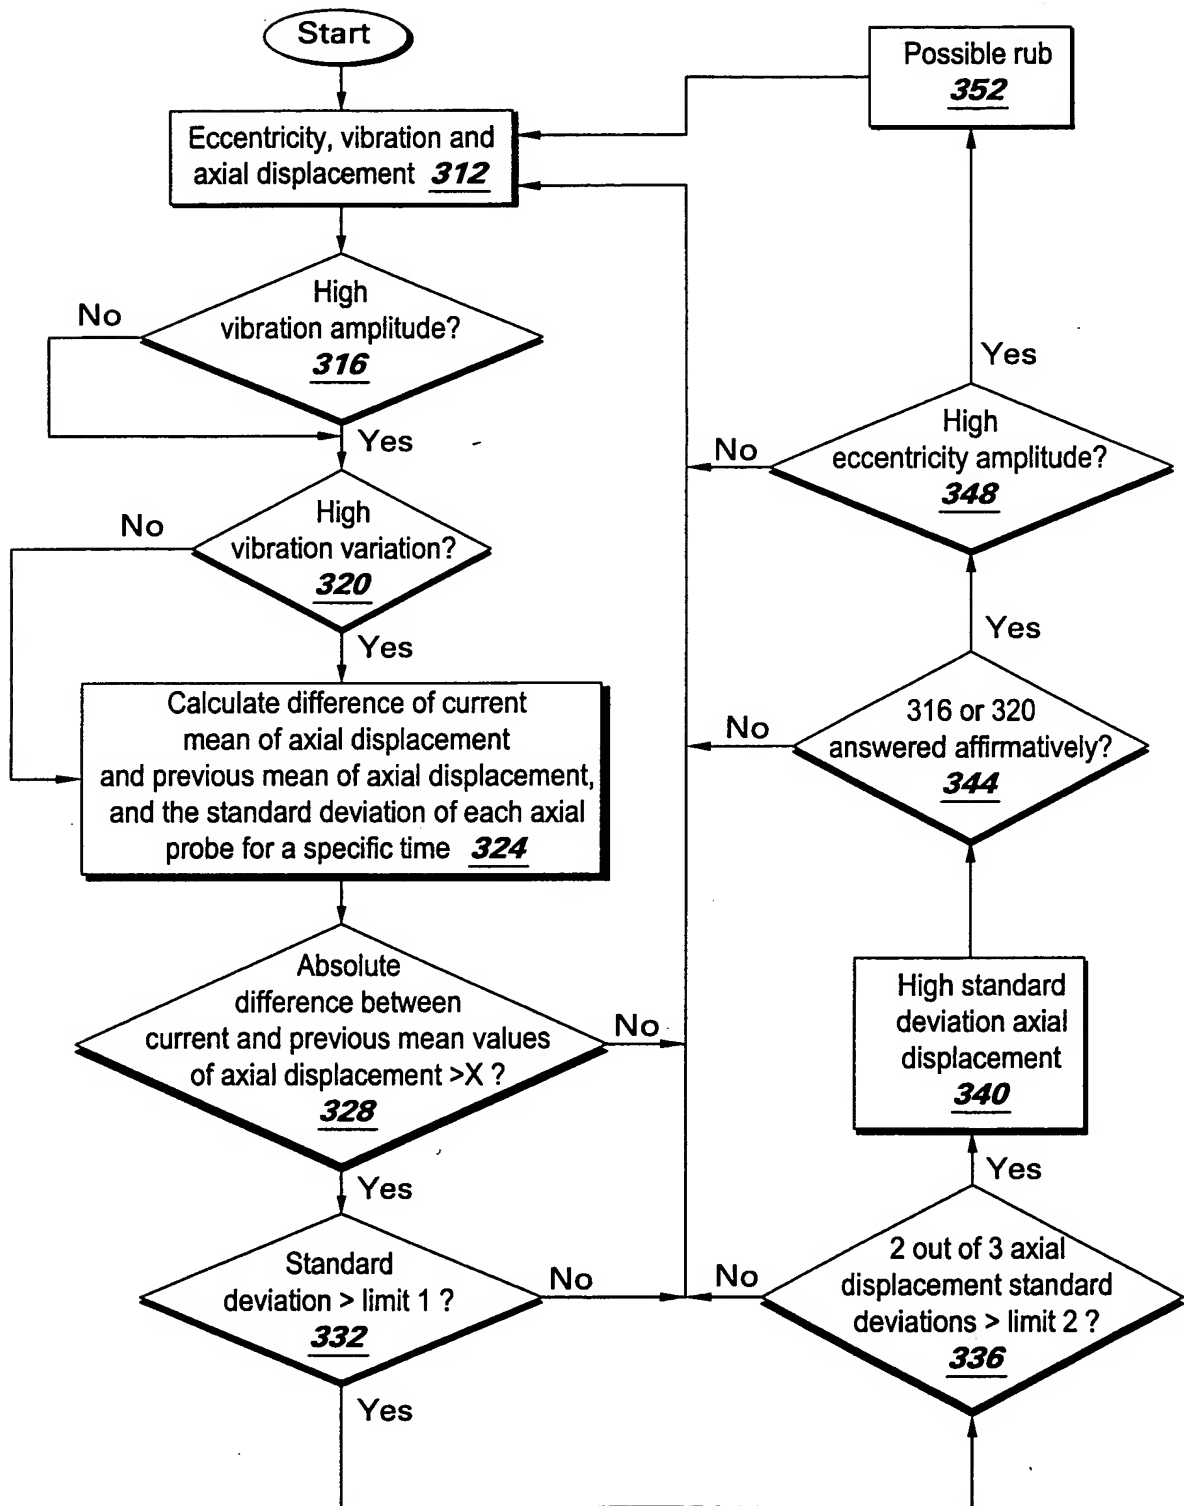 Start
Eccentricity, vibration and
axial displacement 312
High
vibration amplitude?
316
No
Yes
High
vibration variation?
320
No
Yes
Calculate difference of current
mean of axial displacement
and previous mean of axial displacement,
and the standard deviation of each axial
probe for a specific time 324
Absolute
difference between
current and previous mean values
of axial displacement >X ?
328
No
Yes
Standard
deviation > limit 1 ?
332
No
Yes
2 out of 3 axial
displacement standard
deviations > limit 2 ?
336
No
Yes
High standard
deviation axial
displacement
340
316 or 320
answered affirmatively?
344
No
Yes
High
eccentricity amplitude?
348
No
Yes
Possible rub
352